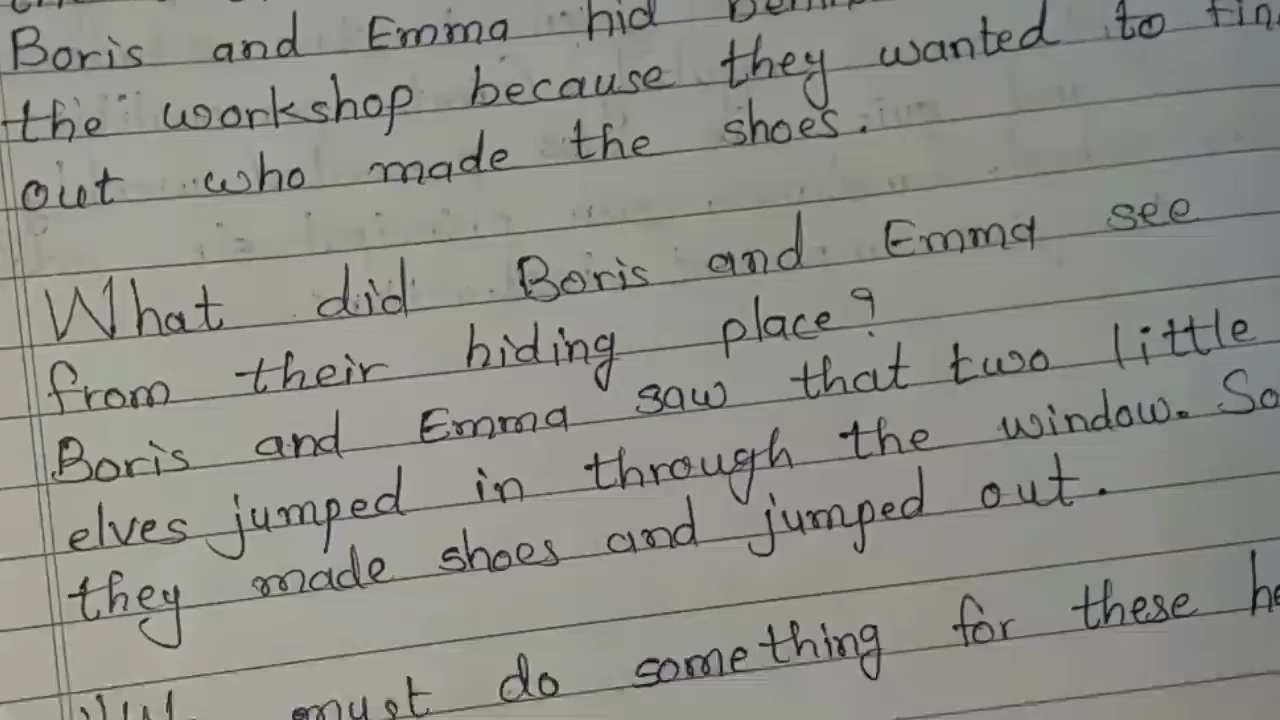 Boris and Emma hid
the workshop because they wanted to
out who made the shoes.
What did Boris and Emma see
from their hiding place?
Boris and Emma saw that two little
elves jumped in through the window. So
they made shoes and jumped out.
must do something for these